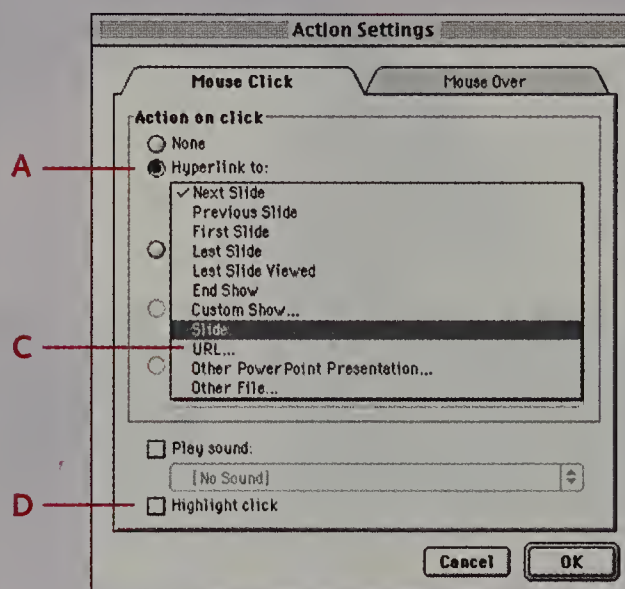 Action Settings
Mouse Click
Mouse Over
Action on click
None
A
Hyperlink to:
✓Next Slide
Previous Slide
First Slide
Last Slide
Last Slide Viewed
End Show
Custom Show...
Slide
C
URL...
Other PowerPoint Presentation...
Other File...
Play sound:
[No Sound]
D
Highlight click
Cancel
OK